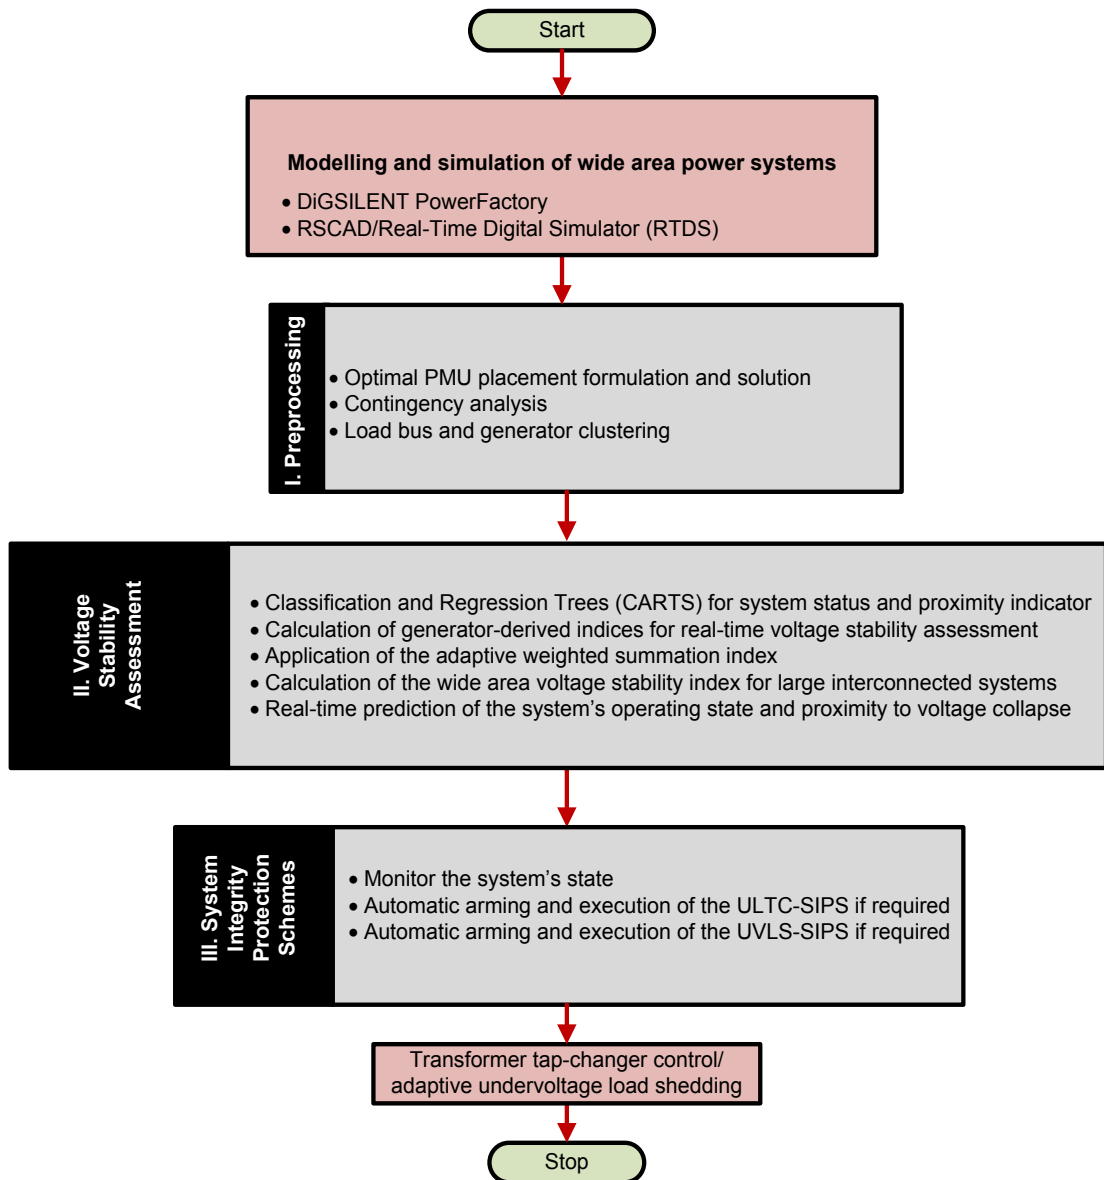 Start
Modelling and simulation of wide area power systems
• DiGSILENT PowerFactory
• RSCAD/Real-Time Digital Simulator (RTDS)
I. Preprocessing
• Optimal PMU placement formulation and solution
• Contingency analysis
• Load bus and generator clustering
II. Voltage
Stability
Assessment
• Classification and Regression Trees (CARTS) for system status and proximity indicator
• Calculation of generator-derived indices for real-time voltage stability assessment
• Application of the adaptive weighted summation index
• Calculation of the wide area voltage stability index for large interconnected systems
• Real-time prediction of the system's operating state and proximity to voltage collapse
III. System
Integrity
Protection
Schemes
• Monitor the system's state
• Automatic arming and execution of the ULTC-SIPS if required
• Automatic arming and execution of the UVLS-SIPS if required
Transformer tap-changer control/
adaptive undervoltage load shedding
Stop